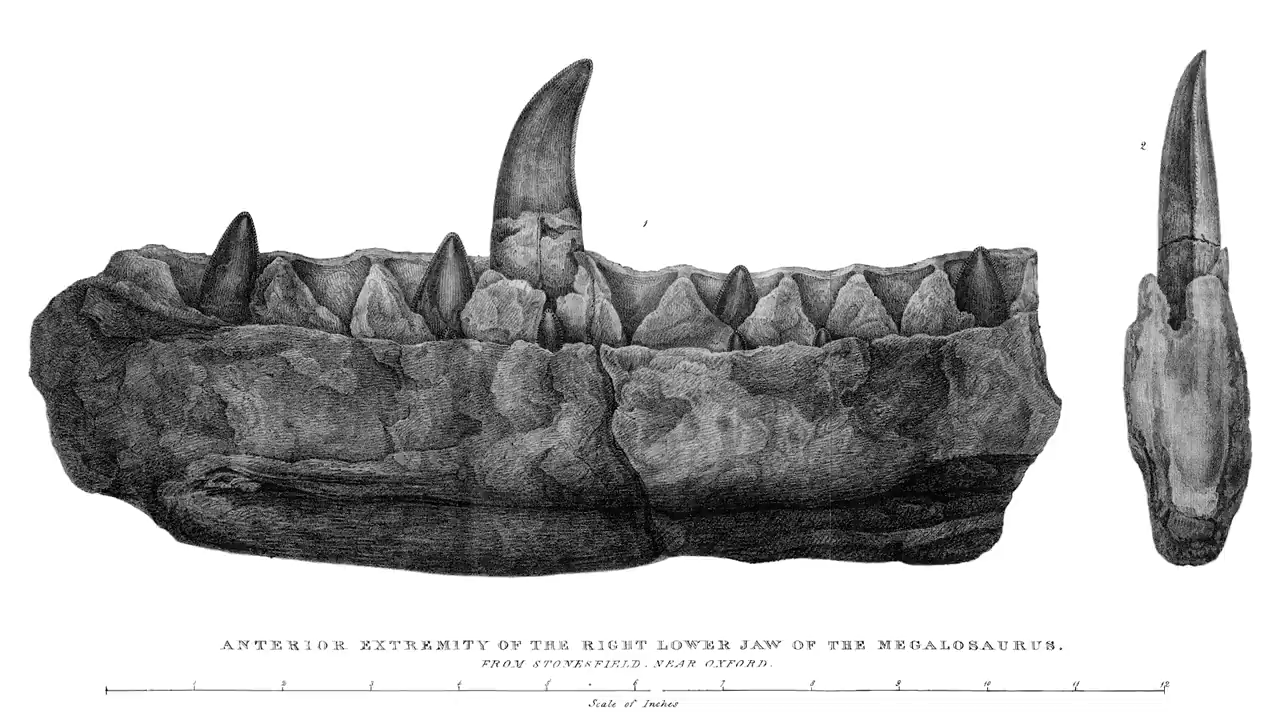 1
2
ANTERIOR EXTREMITY OF THE RIGHT LOWER JAW OF THE MEGALOSAURUS.
FROM STONESFIELD. NEAR OXFORD.
1 2 3 4 5 6 7 8 9 10 11 12
Scale of Inches